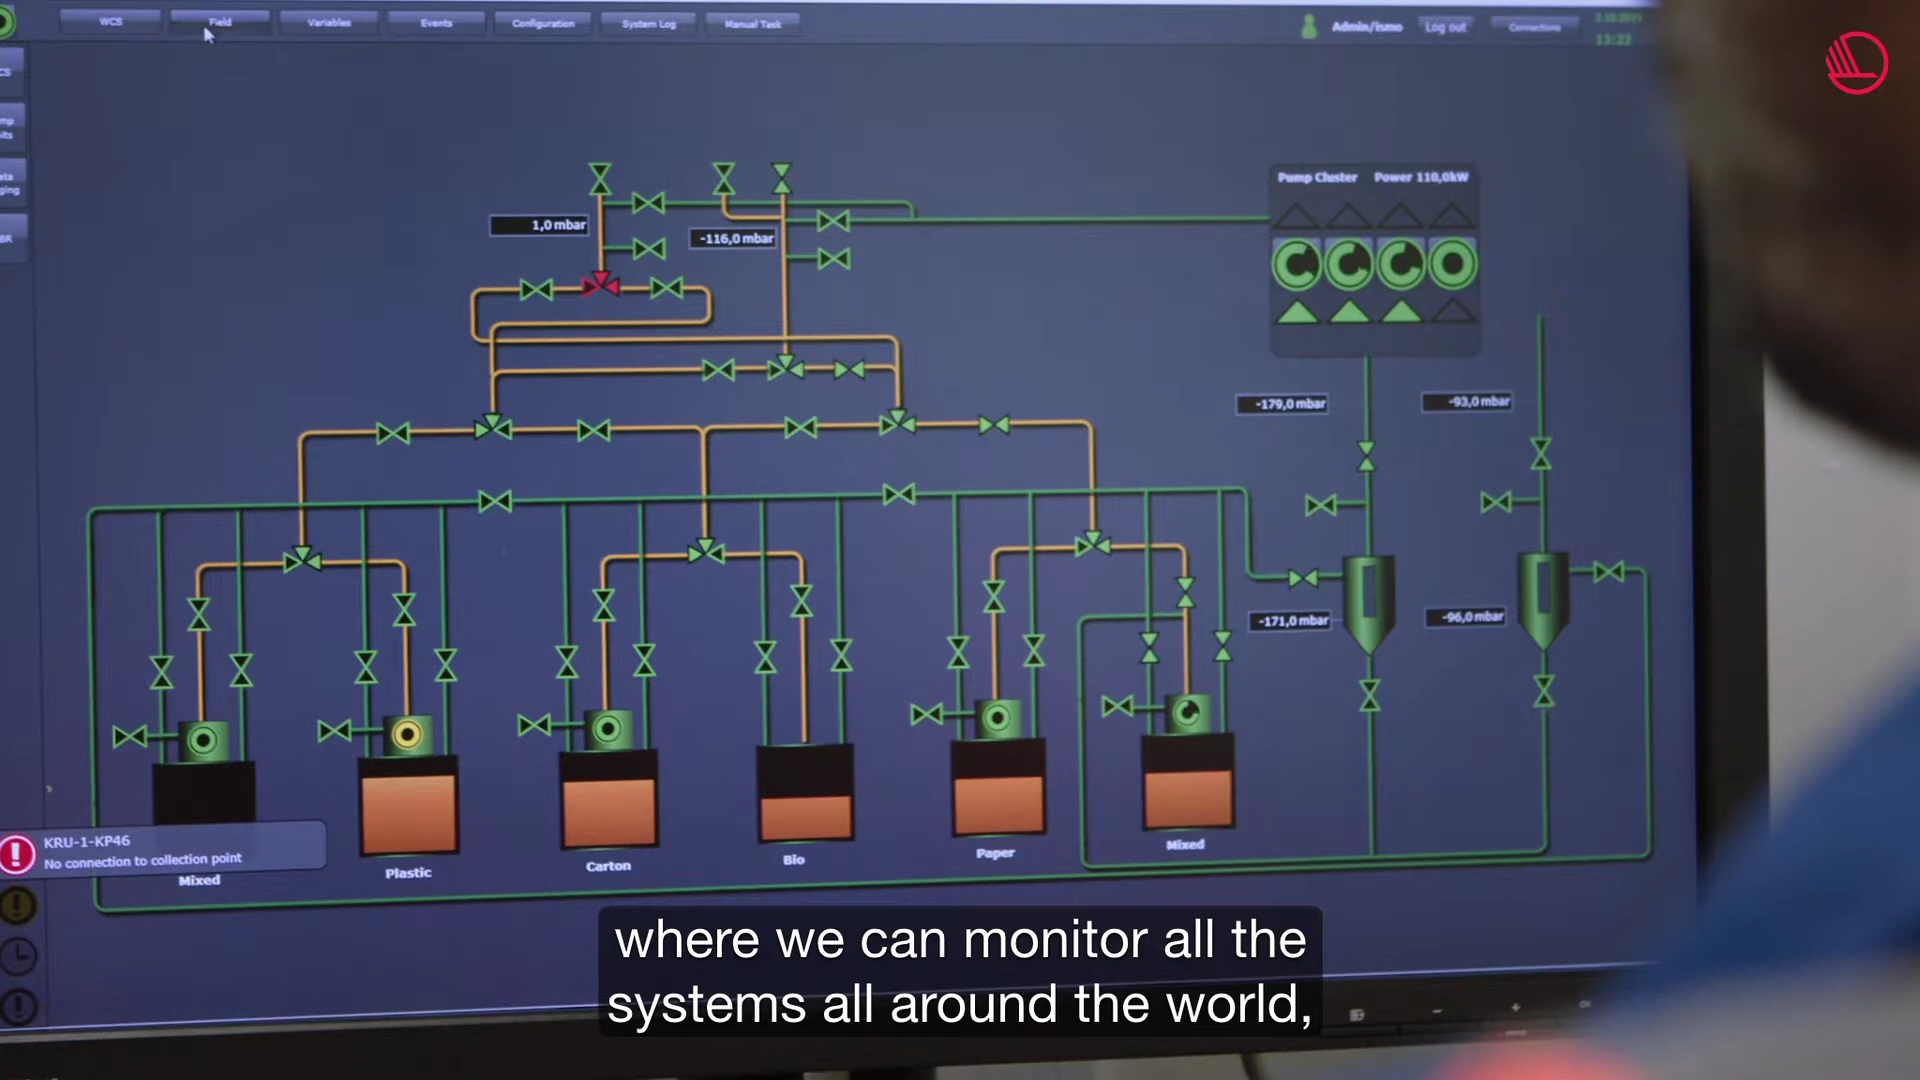 WCS
Field
Variables
Events
Configuration
System Log
Manual Task
Admin/ismo
Log out
Connections
13:22
Pump Cluster
Power 110,0kW
1,0 mbar
-116,0 mbar
-179,0 mbar
-93,0 mbar
-171,0 mbar
-96,0 mbar
KRU-1-KP46
No connection to collection point
Mixed
Plastic
Carton
Bio
Paper
Mixed
where we can monitor all the
systems all around the world,